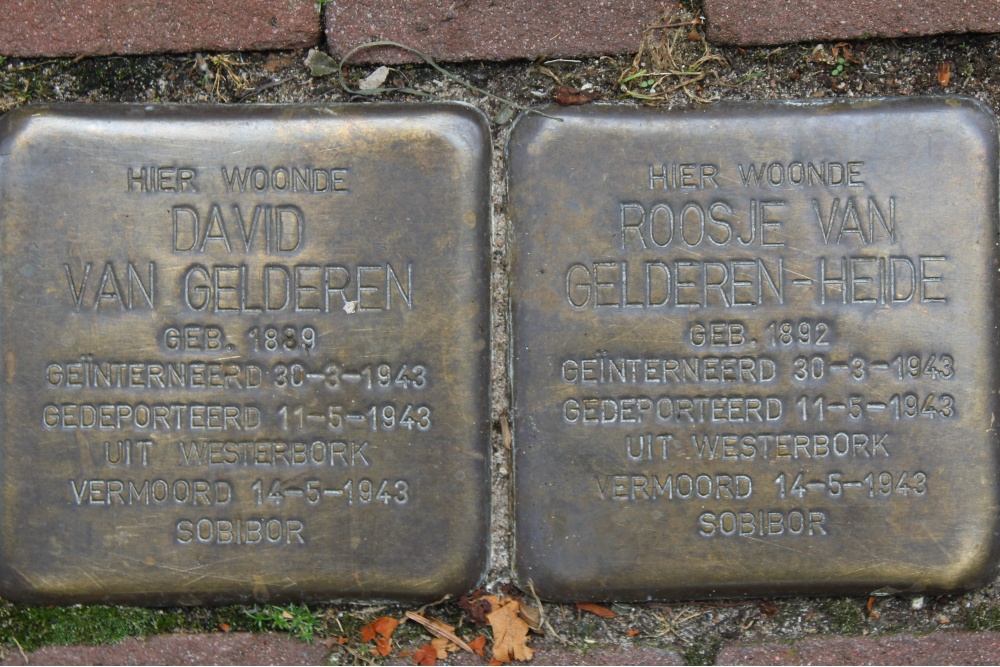 HIER WOONDE
DAVID
VAN GELDEREN
GEB. 1889
GEÏNTERNEERD 30-3-1943
GEDEPORTEERD 11-5-1943
UIT WESTERBORK
VERMOORD 14-5-1943
SOBIBOR
HIER WOONDE
ROOSJE VAN
GELDEREN-HEIDE
GEB. 1892
GEÏNTERNEERD 30-3-1943
GEDEPORTEERD 11-5-1943
UIT WESTERBORK
VERMOORD 14-5-1943
SOBIBOR